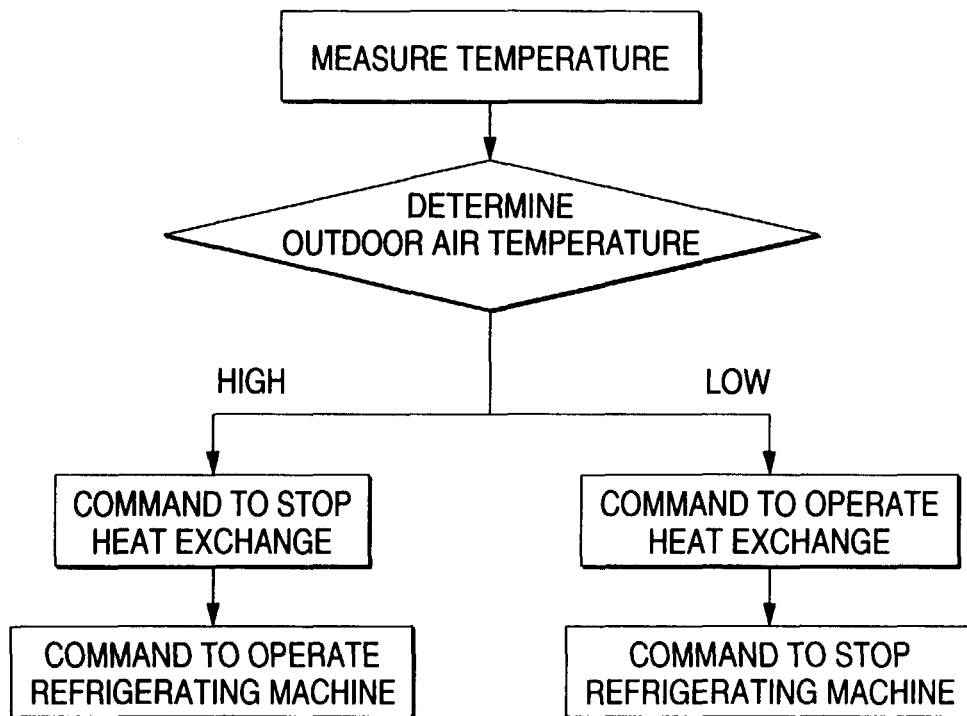 MEASURE TEMPERATURE
DETERMINE
OUTDOOR AIR TEMPERATURE
HIGH
LOW
COMMAND TO STOP
HEAT EXCHANGE
COMMAND TO OPERATE
HEAT EXCHANGE
COMMAND TO OPERATE
REFRIGERATING MACHINE
COMMAND TO STOP
REFRIGERATING MACHINE